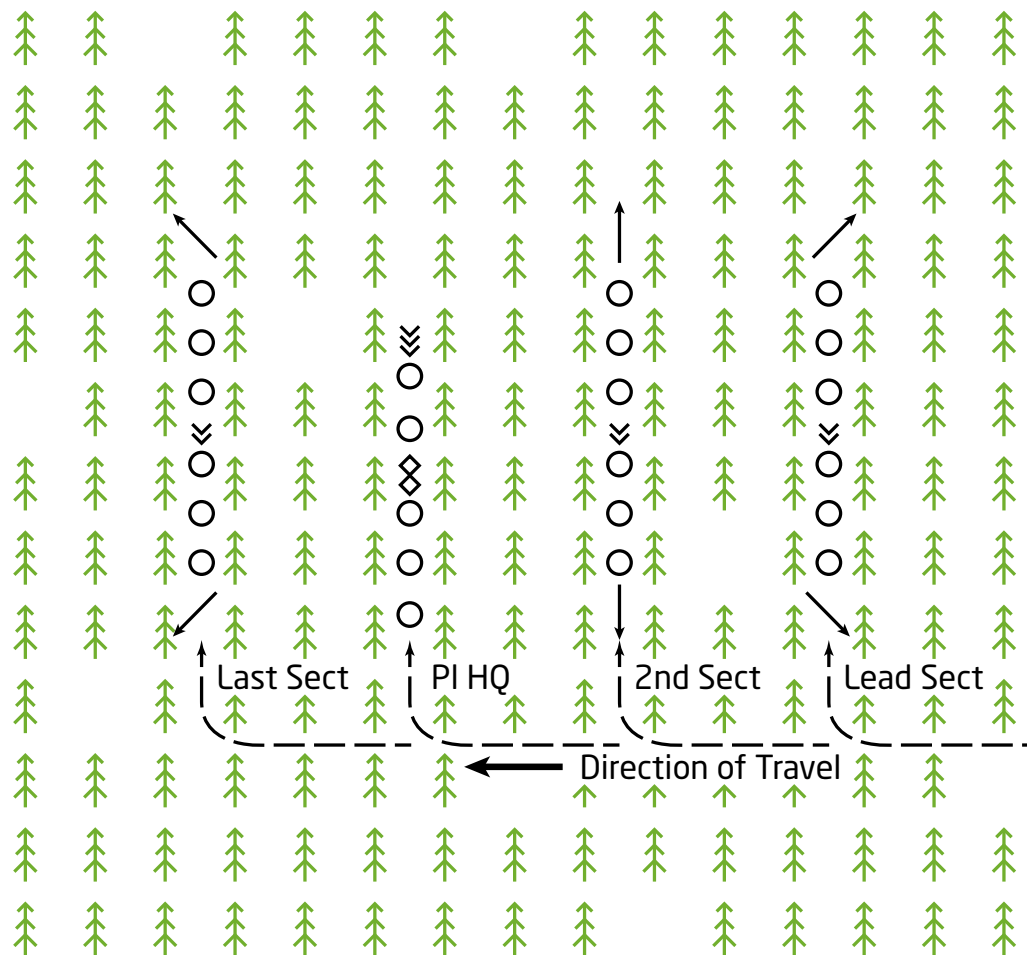 Last Sect
Pl HQ
2nd Sect
Lead Sect
Direction of Travel